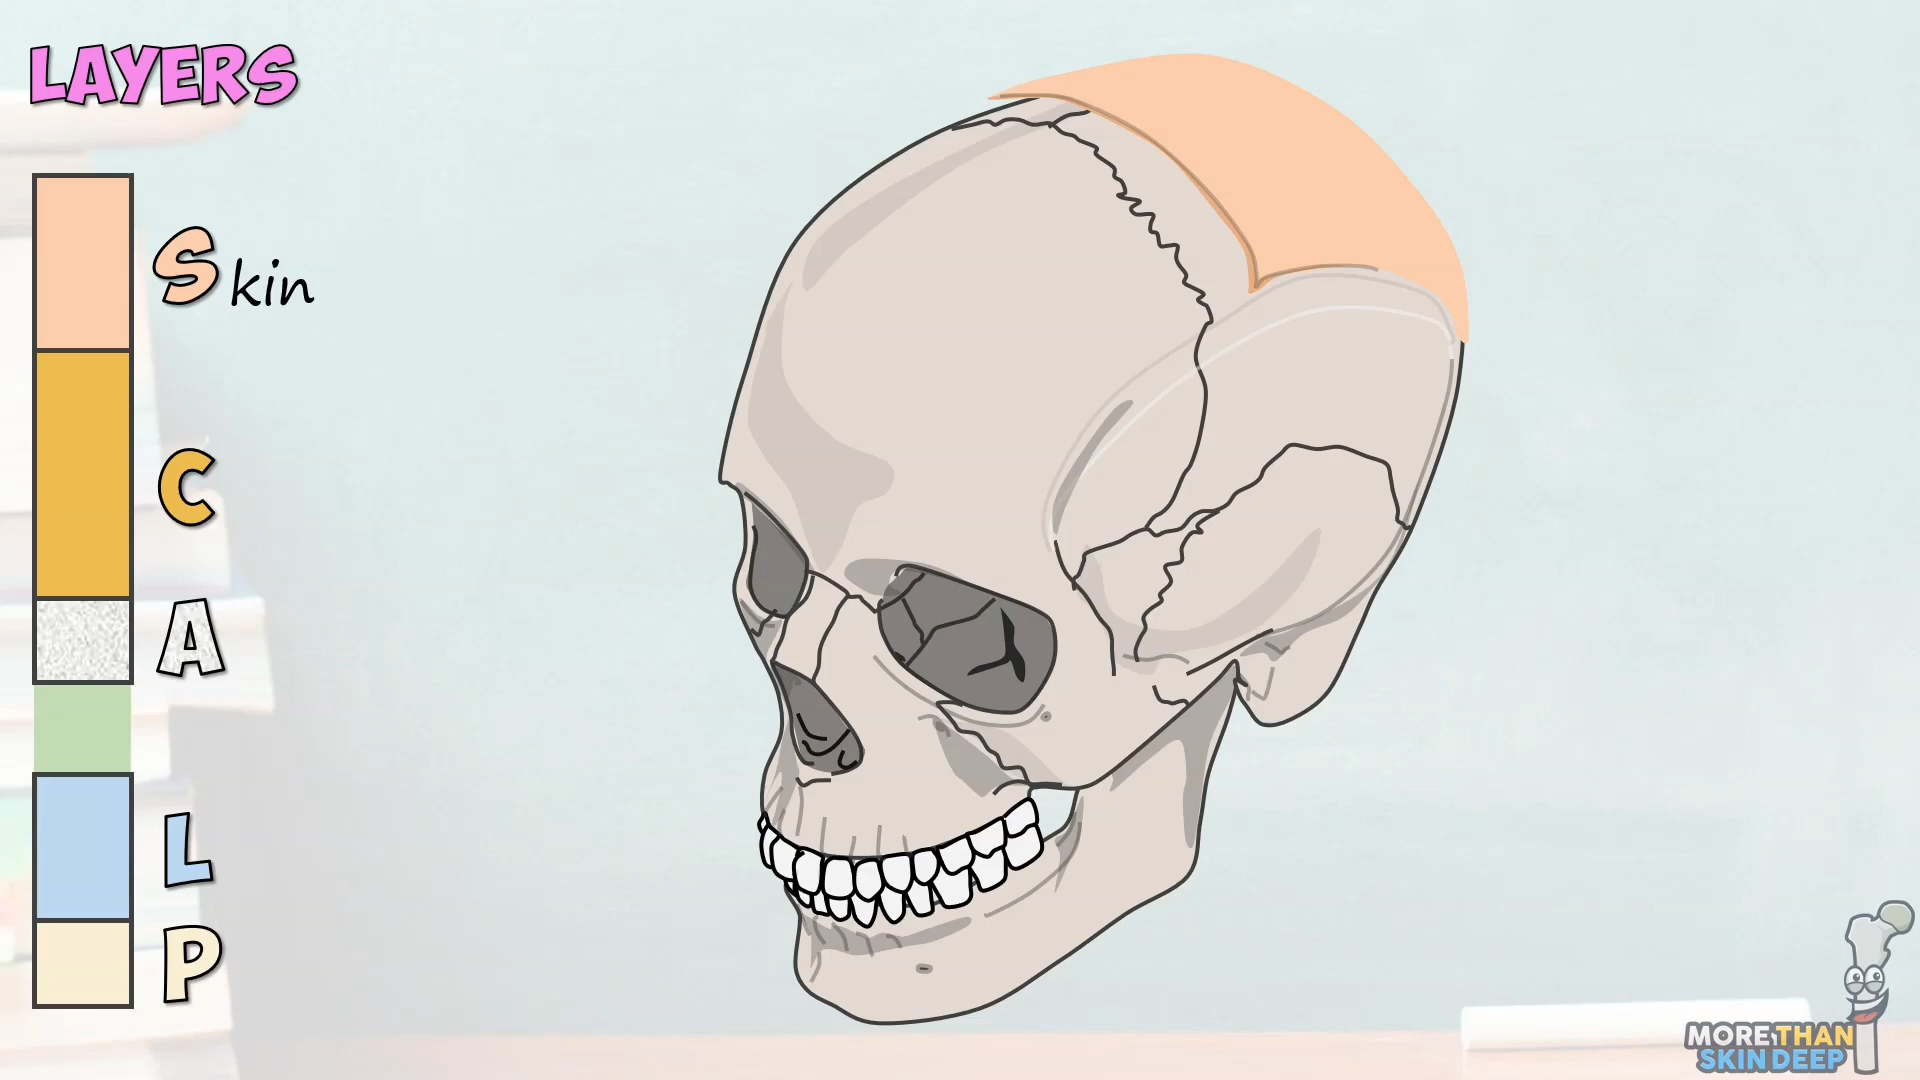 LAYERS
Skin
C
A
L
P
MORE THAN
SKIN DEEP